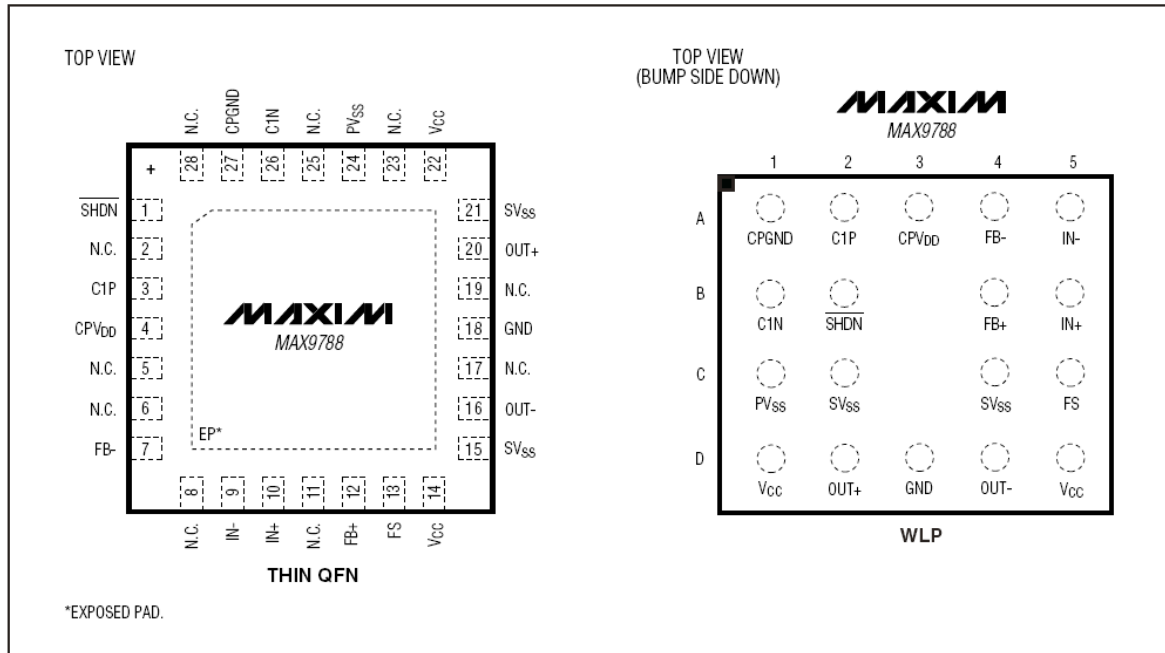 TOP VIEW
N.C.
CPGND
C1N
N.C.
PVSS
N.C.
VCC
28
27
26
25
24
23
22
+
SHDN 1
N.C. 2
C1P 3
CPVDD 4
N.C. 5
N.C. 6
FB- 7
MAXIM
MAX9788
EP*
21 SVSS
20 OUT+
19 N.C.
18 GND
17 N.C.
16 OUT-
15 SVSS
8
9
10
11
12
13
14
N.C.
IN-
IN+
N.C.
FB+
FS
VCC
THIN QFN
*EXPOSED PAD.
TOP VIEW
(BUMP SIDE DOWN)
MAXIM
MAX9788
1 2 3 4 5
A
CPGND C1P CPVDD FB- IN-
B
C1N SHDN FB+ IN+
C
PVSS SVSS SVSS FS
D
VCC OUT+ GND OUT- VCC
WLP